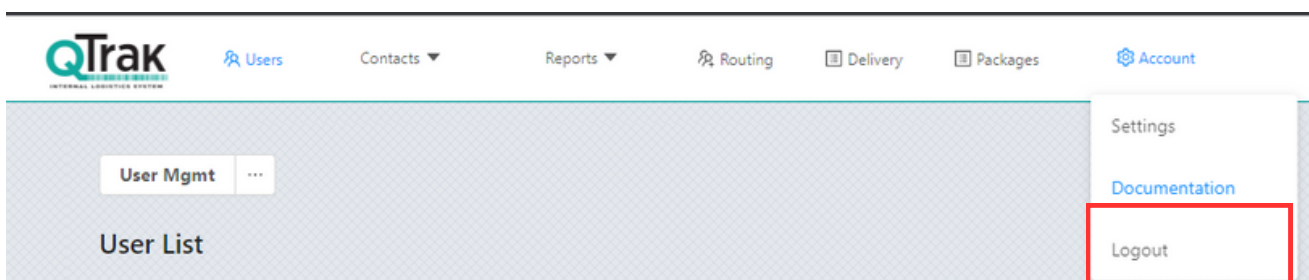 QTrak
INTERNAL LOGISTICS SYSTEM
Users Contacts ▼ Reports ▼ Routing Delivery Packages Account
Settings
User Mgmt ···
Documentation
User List
Logout